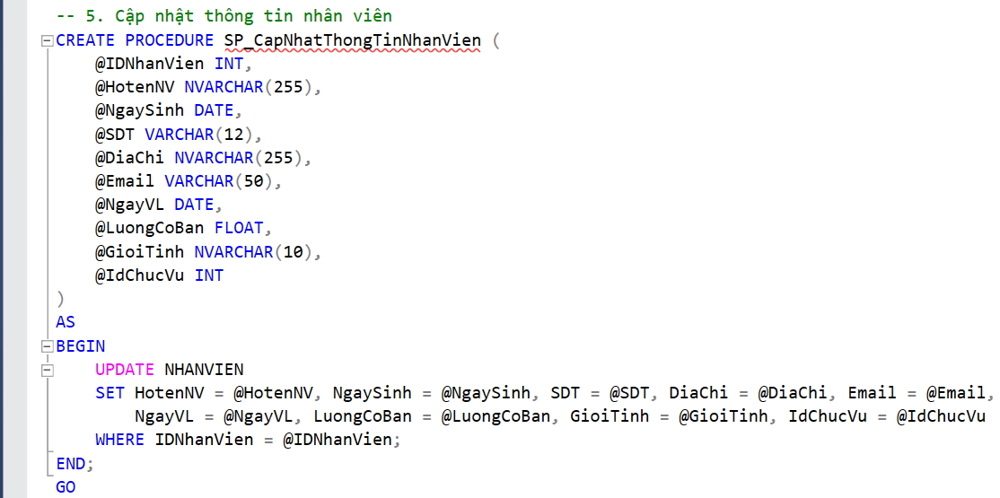 -- 5. Cập nhật thông tin nhân viên
CREATE PROCEDURE SP_CapNhatThongTinNhanVien (
    @IDNhanVien INT,
    @HotenNV NVARCHAR(255),
    @NgaySinh DATE,
    @SDT VARCHAR(12),
    @DiaChi NVARCHAR(255),
    @Email VARCHAR(50),
    @NgayVL DATE,
    @LuongCoBan FLOAT,
    @GioiTinh NVARCHAR(10),
    @IdChucVu INT
)
AS
BEGIN
    UPDATE NHANVIEN
    SET HotenNV = @HotenNV, NgaySinh = @NgaySinh, SDT = @SDT, DiaChi = @DiaChi, Email = @Email,
        NgayVL = @NgayVL, LuongCoBan = @LuongCoBan, GioiTinh = @GioiTinh, IdChucVu = @IdChucVu
    WHERE IDNhanVien = @IDNhanVien;
END;
GO